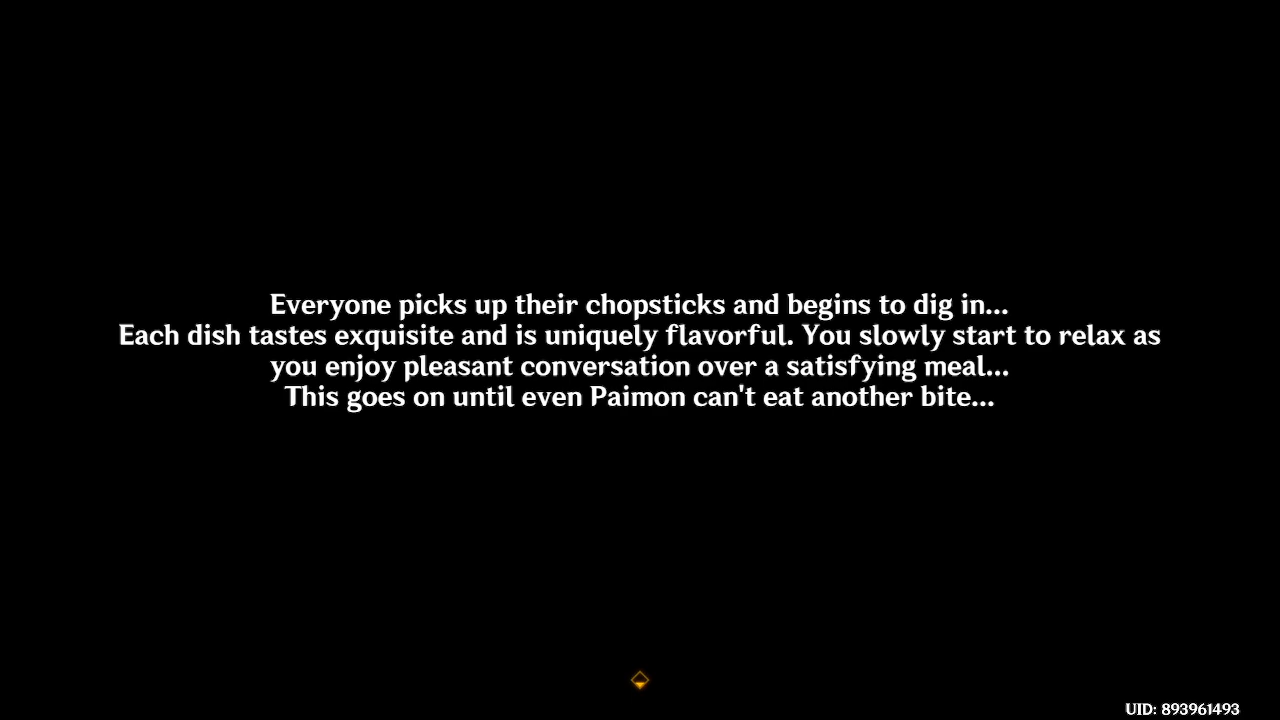 Everyone picks up their chopsticks and begins to dig in...
Each dish tastes exquisite and is uniquely flavorful. You slowly start to relax as
you enjoy pleasant conversation over a satisfying meal...
This goes on until even Paimon can't eat another bite...
UID: 893961493